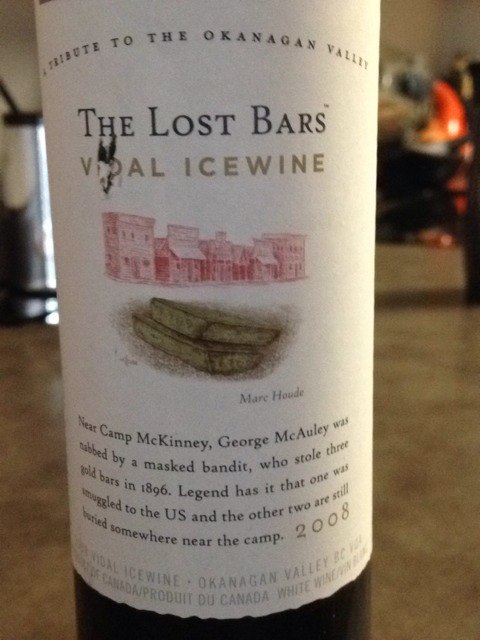 A TRIBUTE TO THE OKANAGAN VALLEY
THE LOST BARS™
VIDAL ICEWINE
Marc Houde
Near Camp McKinney, George McAuley was
nabbed by a masked bandit, who stole three
gold bars in 1896. Legend has it that one was
smuggled to the US and the other two are still
buried somewhere near the camp. 2008
VIDAL ICEWINE · OKANAGAN VALLEY BC VQA
OF CANADA/PRODUIT DU CANADA WHITE WINE/VIN